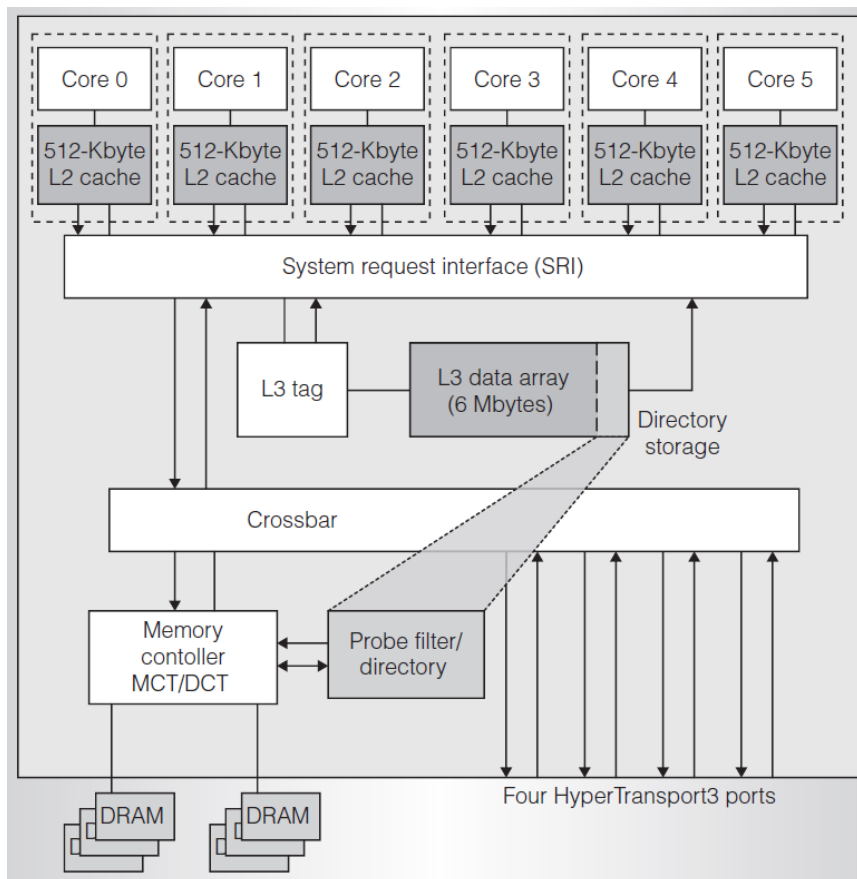 Core 0
Core 1
Core 2
Core 3
Core 4
Core 5
512-Kbyte
L2 cache
512-Kbyte
L2 cache
512-Kbyte
L2 cache
512-Kbyte
L2 cache
512-Kbyte
L2 cache
512-Kbyte
L2 cache
System request interface (SRI)
L3 tag
L3 data array
(6 Mbytes)
Directory
storage
Crossbar
Memory
contoller
MCT/DCT
Probe filter/
directory
Four HyperTransport3 ports
DRAM
DRAM